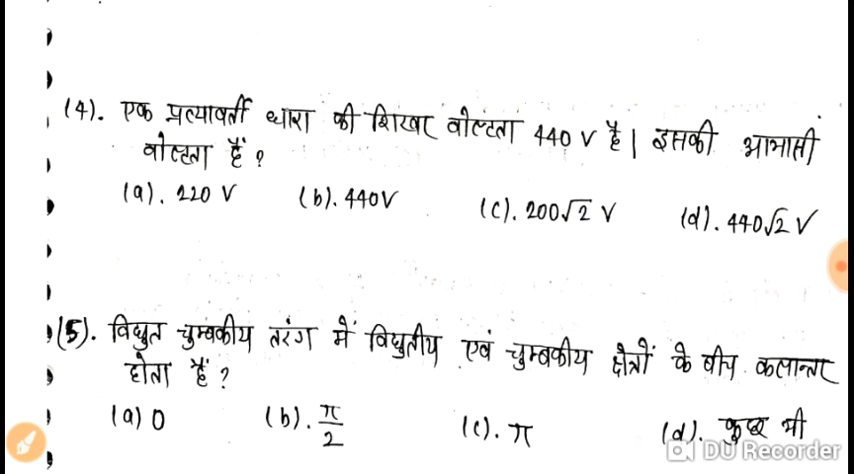 (4). एक प्रत्यावर्ती धारा की शिखर वोल्टता 440 V है। इसकी आभासी
वोल्टता हैं ?
(a). 220 V (b). 440V (c). 200√2 V (d). 440√2 V
(5). विद्युत चुम्बकीय तरंग में विद्युतीय एवं चुम्बकीय क्षेत्रों के बीच कलान्तर
होता हैं ?
(a) 0 (b). π/2 (c). π (d). कुछ भी
DU Recorder